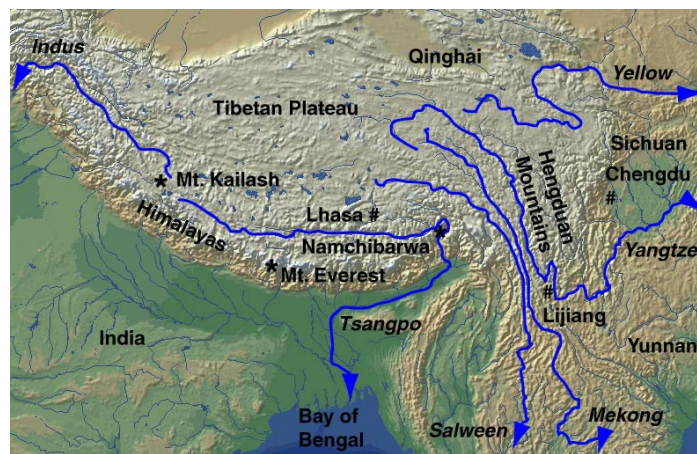 Indus
Qinghai
Yellow
Tibetan Plateau
Sichuan
Chengdu
#
* Mt. Kailash
Hengduan
Mountains
Himalayas
Lhasa #
*
Namchibarwa
Yangtze
* Mt. Everest
#
Lijiang
Tsangpo
India
Yunnan
Bay of
Bengal
Salween
Mekong